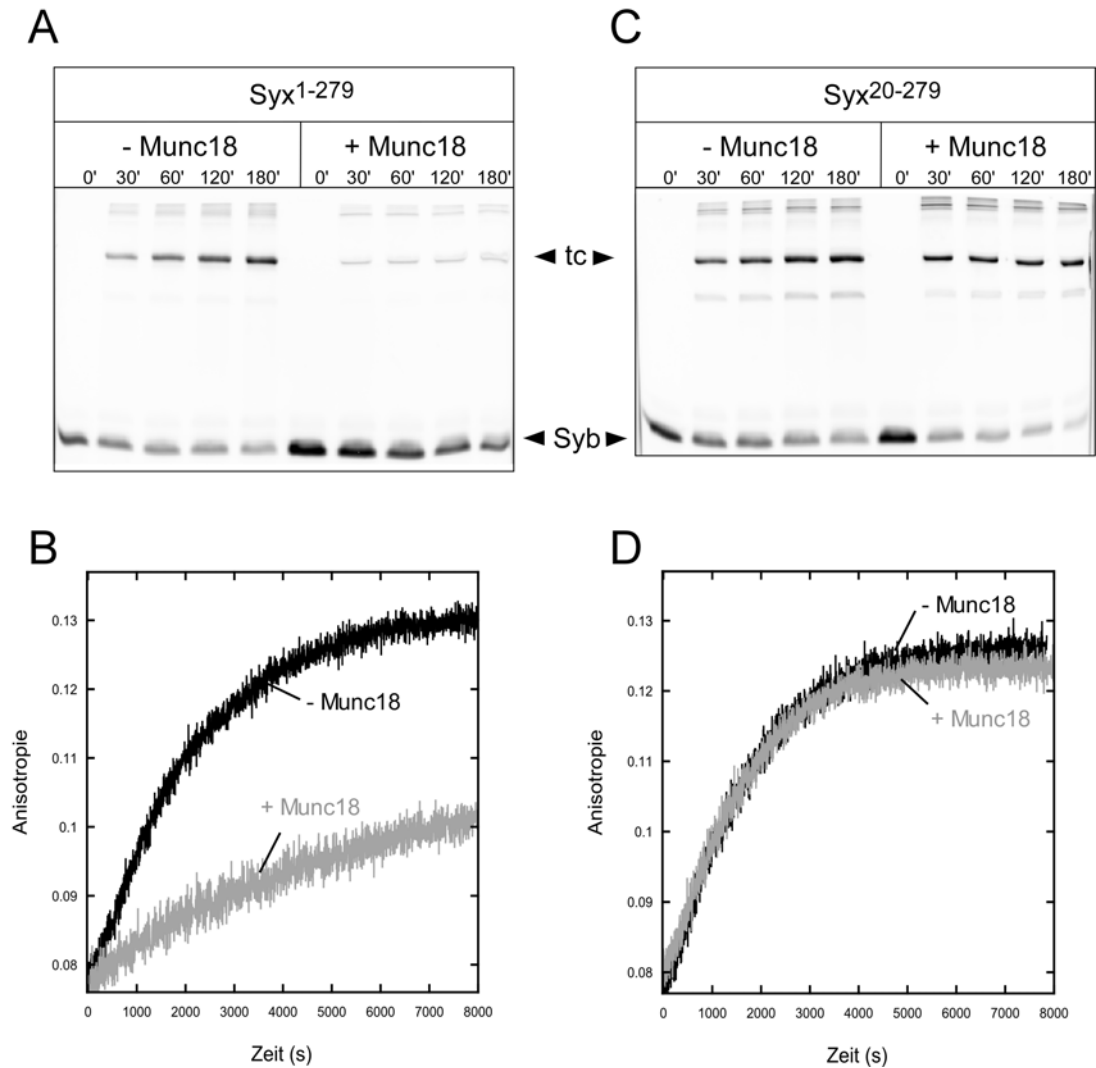 A
Syx1-279
- Munc18
+ Munc18
0' 30' 60' 120' 180' 0' 30' 60' 120' 180'
C
Syx20-279
- Munc18
+ Munc18
0' 30' 60' 120' 180' 0' 30' 60' 120' 180'
◄ tc ►
◄ Syb ►
B
Anisotropie
0.13
0.12
0.11
0.1
0.09
0.08
- Munc18
+ Munc18
0 1000 2000 3000 4000 5000 6000 7000 8000
Zeit (s)
D
Anisotropie
0.13
0.12
0.11
0.1
0.09
0.08
- Munc18
+ Munc18
0 1000 2000 3000 4000 5000 6000 7000 8000
Zeit (s)